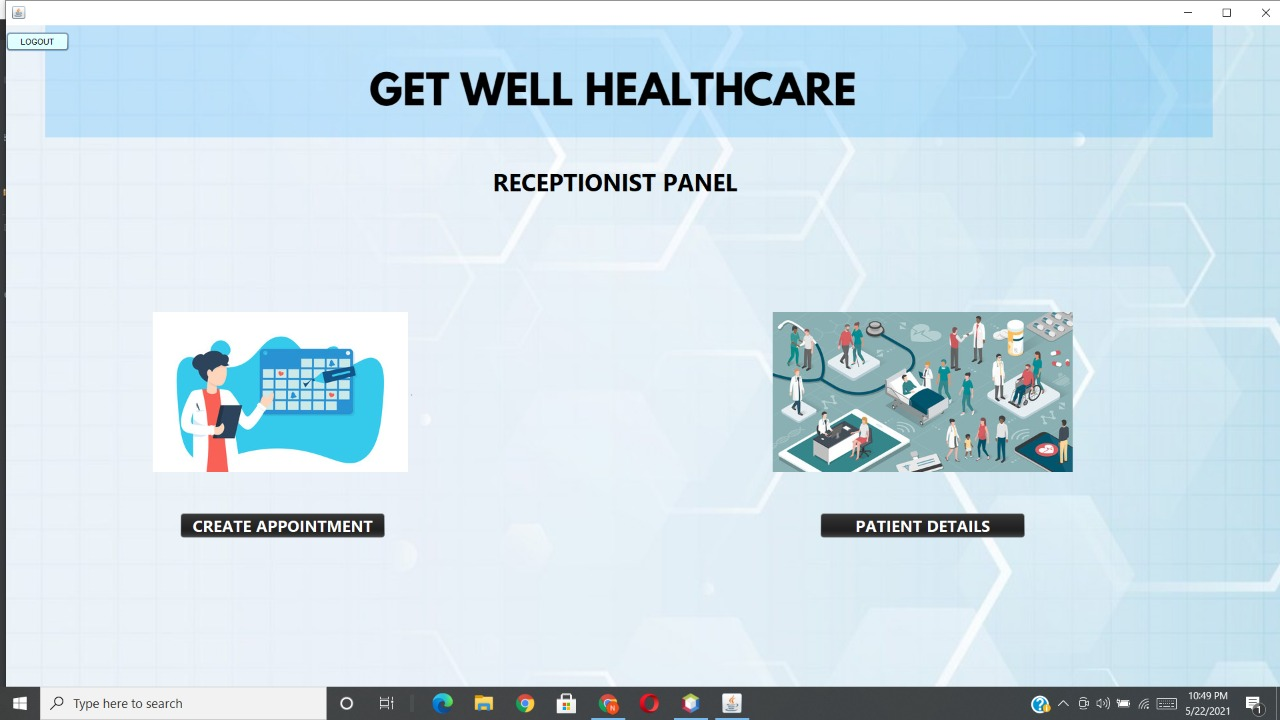 LOGOUT
GET WELL HEALTHCARE
RECEPTIONIST PANEL
CREATE APPOINTMENT
PATIENT DETAILS
Type here to search
10:49 PM
5/22/2021
1